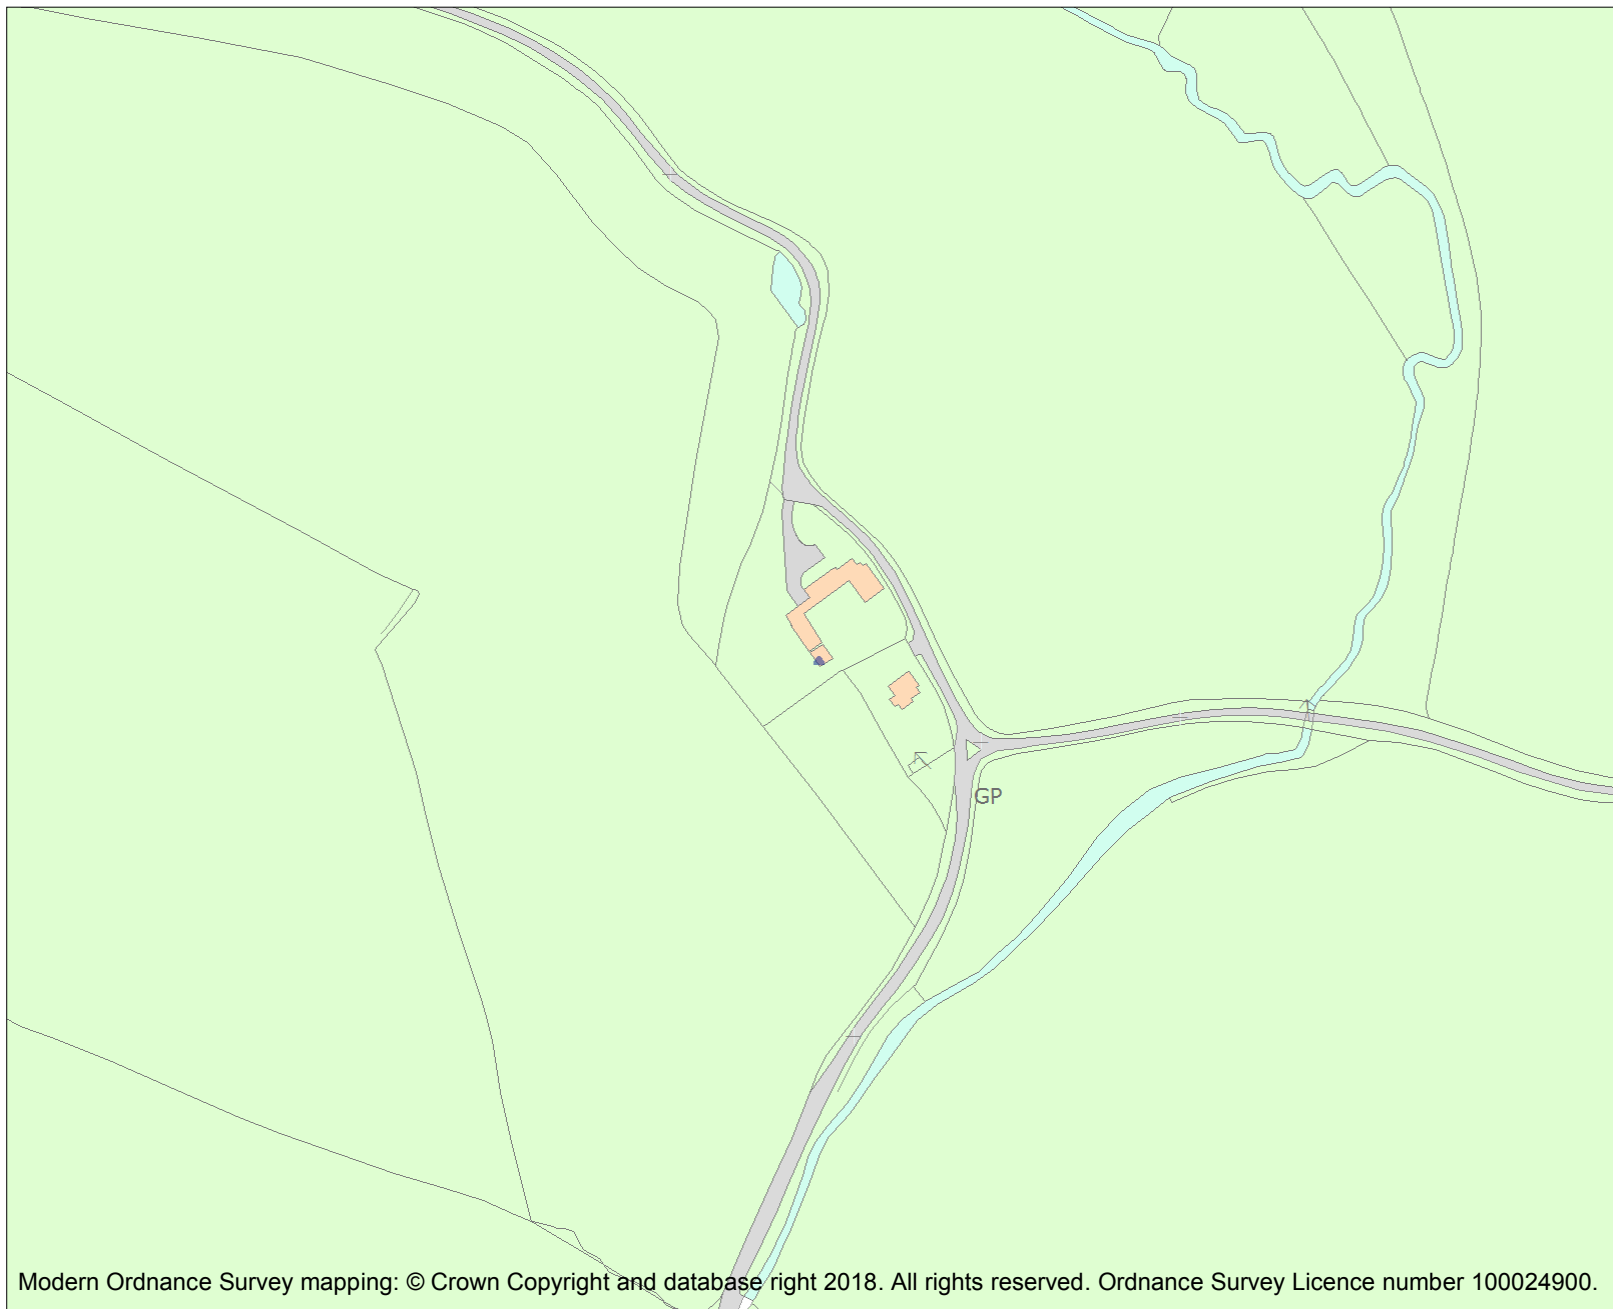 GP
Modern Ordnance Survey mapping: © Crown Copyright and database right 2018. All rights reserved. Ordnance Survey Licence number 100024900.